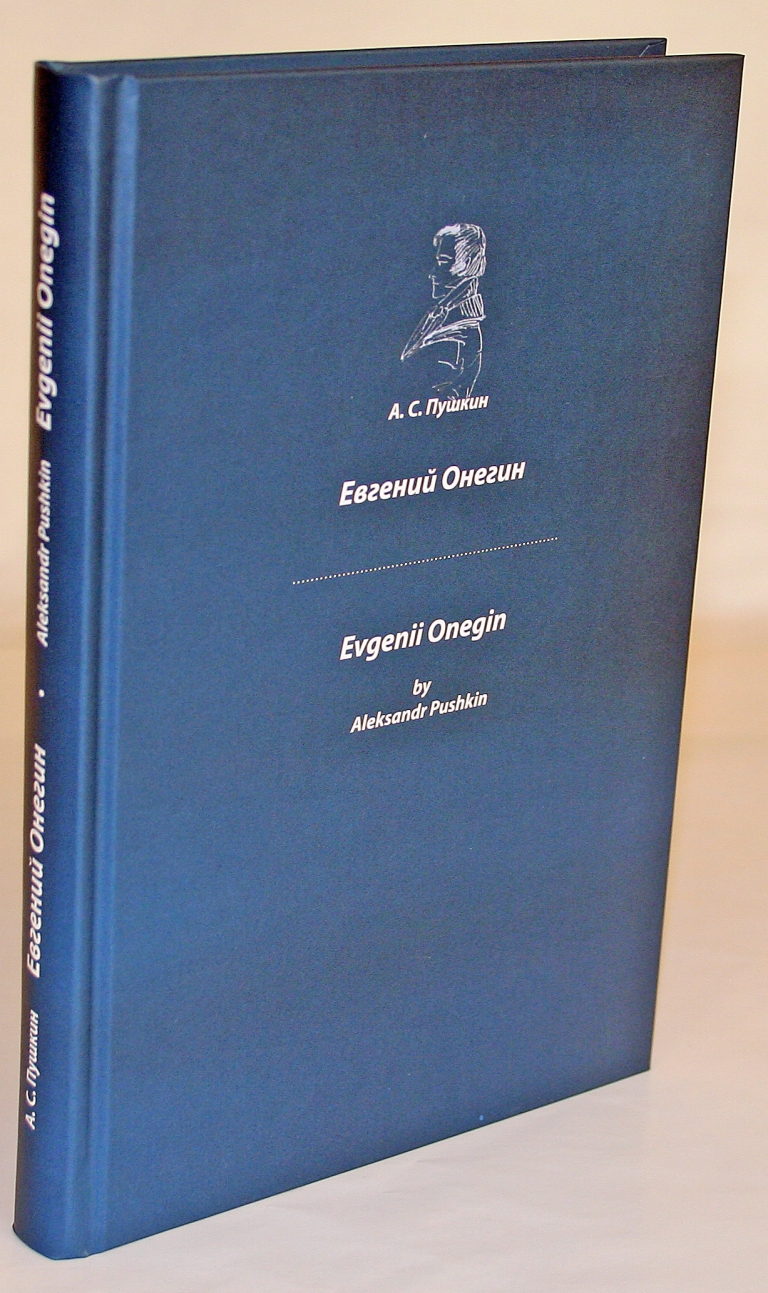 А. С. Пушкин
Евгений Онегин
Evgenii Onegin
by
Aleksandr Pushkin
А. С. Пушкин Евгений Онегин • Aleksandr Pushkin Evgenii Onegin